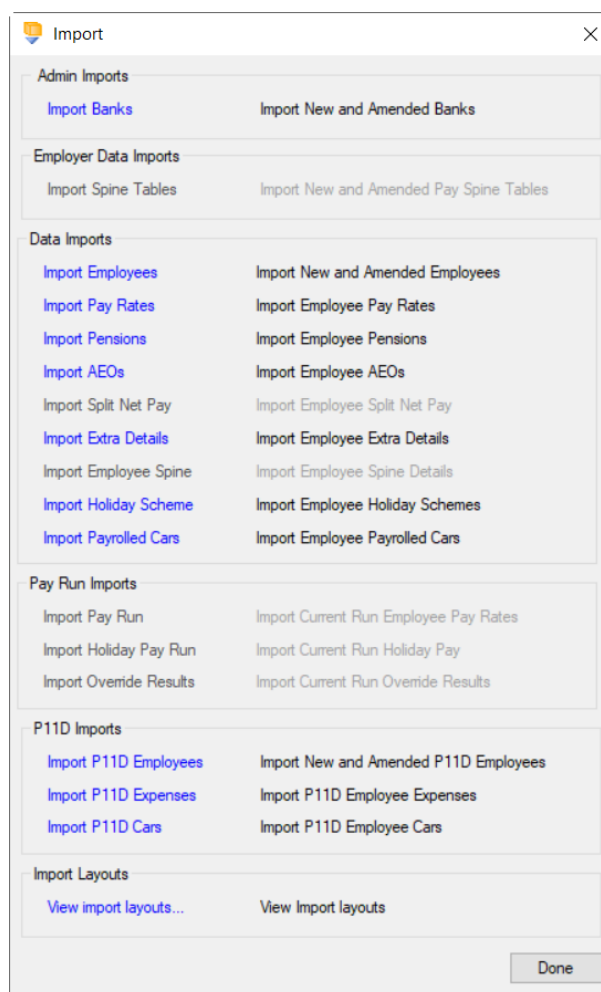 Import
Admin Imports
Import Banks Import New and Amended Banks
Employer Data Imports
Import Spine Tables Import New and Amended Pay Spine Tables
Data Imports
Import Employees Import New and Amended Employees
Import Pay Rates Import Employee Pay Rates
Import Pensions Import Employee Pensions
Import AEOs Import Employee AEOs
Import Split Net Pay Import Employee Split Net Pay
Import Extra Details Import Employee Extra Details
Import Employee Spine Import Employee Spine Details
Import Holiday Scheme Import Employee Holiday Schemes
Import Payrolled Cars Import Employee Payrolled Cars
Pay Run Imports
Import Pay Run Import Current Run Employee Pay Rates
Import Holiday Pay Run Import Current Run Holiday Pay
Import Override Results Import Current Run Override Results
P11D Imports
Import P11D Employees Import New and Amended P11D Employees
Import P11D Expenses Import P11D Employee Expenses
Import P11D Cars Import P11D Employee Cars
Import Layouts
View import layouts... View Import layouts
Done